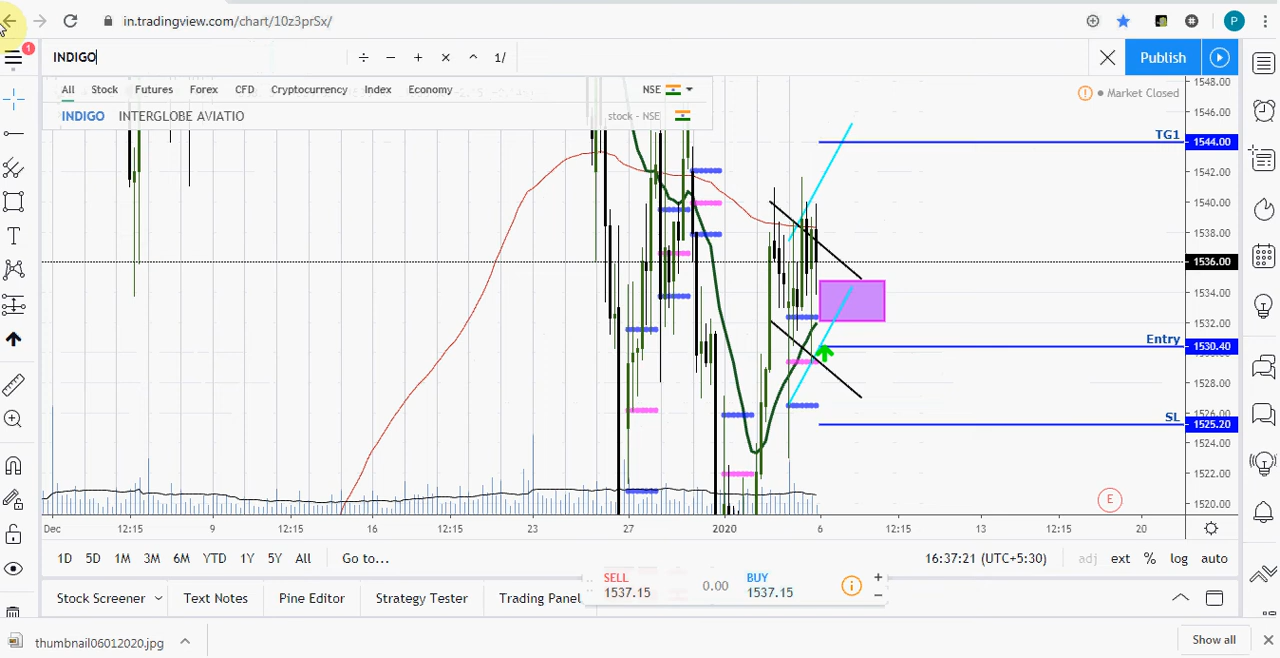 in.tradingview.com/chart/10z3prSx/
P
1
INDIGO
÷ − + × ^ 1/
Publish
All Stock Futures Forex CFD Cryptocurrency Index Economy NSE
INDIGO INTERGLOBE AVIATIO stock - NSE
Market Closed
1548.00
1546.00
TG1 1544.00
1542.00
1540.00
1538.00
1536.00
1534.00
1532.00
Entry 1530.40
1528.00
1526.00
SL 1525.20
1524.00
1522.00
1520.00
E
Dec 12:15 9 12:15 16 12:15 23 27 2020 6 12:15 13 12:15 20
1D 5D 1M 3M 6M YTD 1Y 5Y All Go to... 16:37:21 (UTC+5:30) adj ext % log auto
SELL
1537.15
0.00
BUY
1537.15
+
−
Stock Screener Text Notes Pine Editor Strategy Tester Trading Panel
thumbnail06012020.jpg Show all